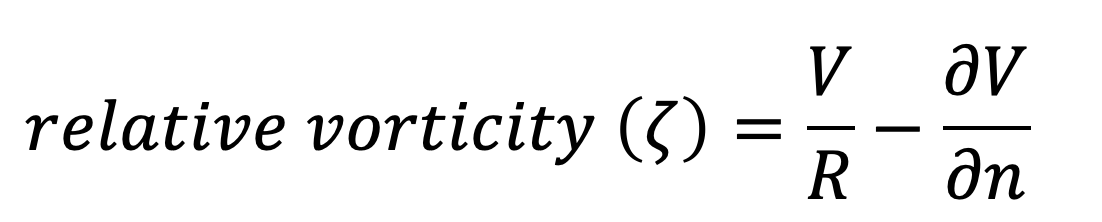 relative vorticity (ζ) = V/R − ∂V/∂n